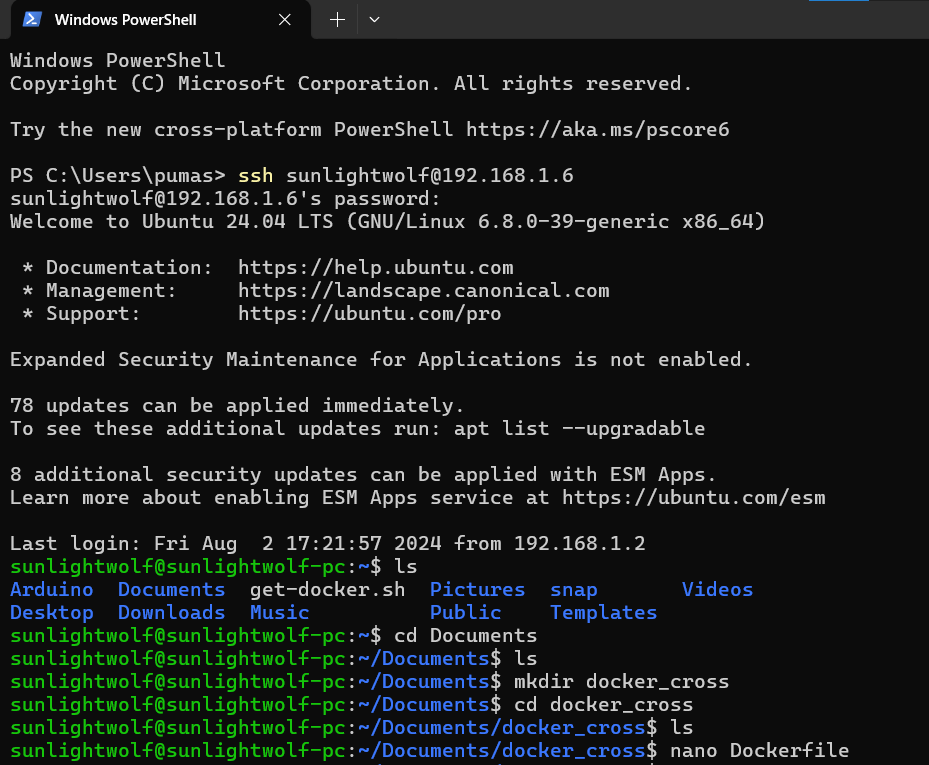 Windows PowerShell
Windows PowerShell
Copyright (C) Microsoft Corporation. All rights reserved.
Try the new cross-platform PowerShell https://aka.ms/pscore6
PS C:\Users\pumas> ssh sunlightwolf@192.168.1.6
sunlightwolf@192.168.1.6's password:
Welcome to Ubuntu 24.04 LTS (GNU/Linux 6.8.0-39-generic x86_64)
* Documentation:  https://help.ubuntu.com
* Management:     https://landscape.canonical.com
* Support:        https://ubuntu.com/pro
Expanded Security Maintenance for Applications is not enabled.
78 updates can be applied immediately.
To see these additional updates run: apt list --upgradable
8 additional security updates can be applied with ESM Apps.
Learn more about enabling ESM Apps service at https://ubuntu.com/esm
Last login: Fri Aug  2 17:21:57 2024 from 192.168.1.2
sunlightwolf@sunlightwolf-pc:~$ ls
Arduino  Documents  get-docker.sh  Pictures  snap       Videos
Desktop  Downloads  Music          Public    Templates
sunlightwolf@sunlightwolf-pc:~$ cd Documents
sunlightwolf@sunlightwolf-pc:~/Documents$ ls
sunlightwolf@sunlightwolf-pc:~/Documents$ mkdir docker_cross
sunlightwolf@sunlightwolf-pc:~/Documents$ cd docker_cross
sunlightwolf@sunlightwolf-pc:~/Documents/docker_cross$ ls
sunlightwolf@sunlightwolf-pc:~/Documents/docker_cross$ nano Dockerfile